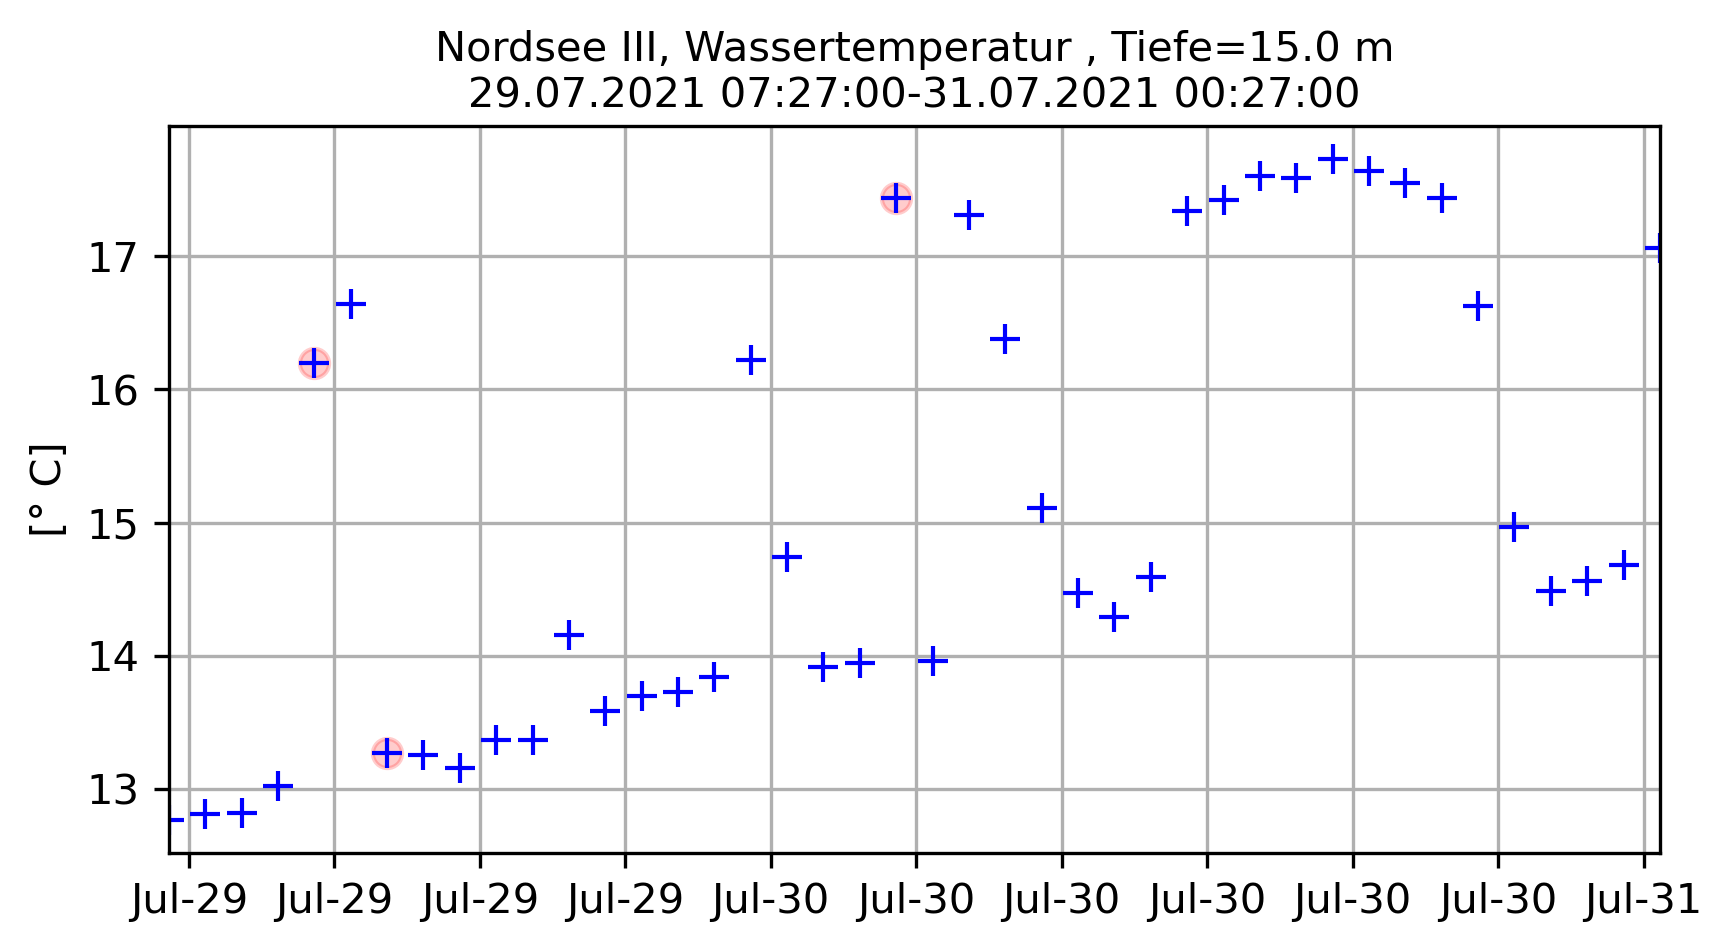 Nordsee III, Wassertemperatur , Tiefe=15.0 m
29.07.2021 07:27:00-31.07.2021 00:27:00
[° C]
17
16
15
14
13
Jul-29 Jul-29 Jul-29 Jul-29 Jul-30 Jul-30 Jul-30 Jul-30 Jul-30 Jul-30 Jul-31